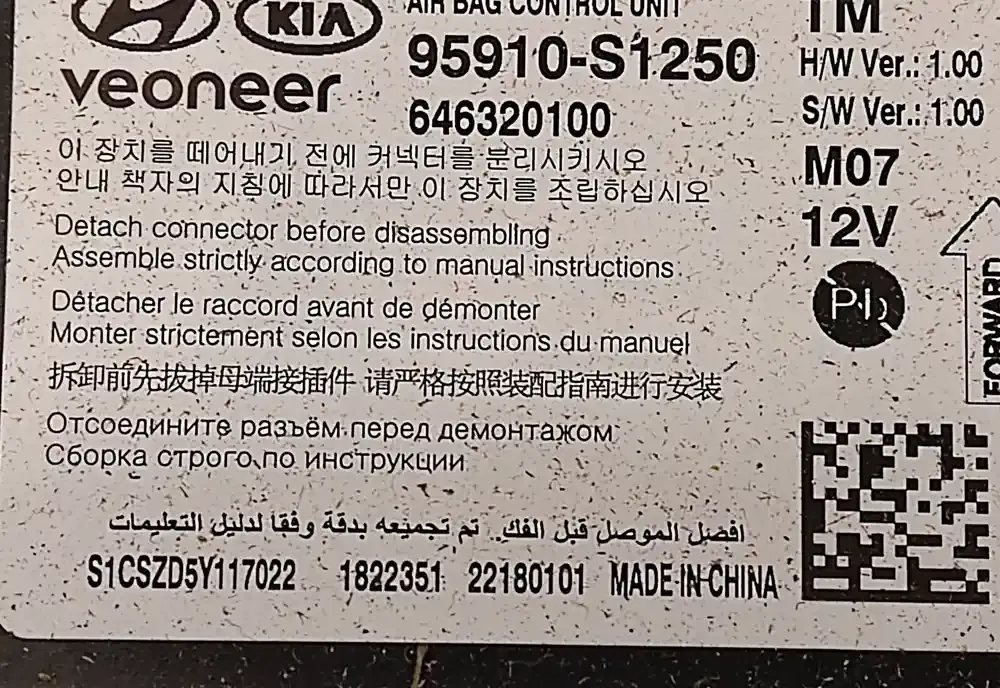 KIA
AIR BAG CONTROL UNIT
TM
veoneer
95910-S1250
H/W Ver.: 1.00
646320100
S/W Ver.: 1.00
이 장치를 떼어내기 전에 커넥터를 분리시키시오
안내 책자의 지침에 따라서만 이 장치를 조립하십시오
M07
12V
Detach connector before disassembling
Assemble strictly according to manual instructions
Pb
FORWARD
Détacher le raccord avant de démonter
Monter strictement selon les instructions du manuel
拆卸前先拔掉母端接插件 请严格按照装配指南进行安装
Отсоедините разъём перед демонтажом
Сборка строго по инструкции
افضل الموصل قبل الفك. تم تجميعه بدقة وفقا لدليل التعليمات
S1CSZD5Y117022 1822351 22180101 MADE IN CHINA